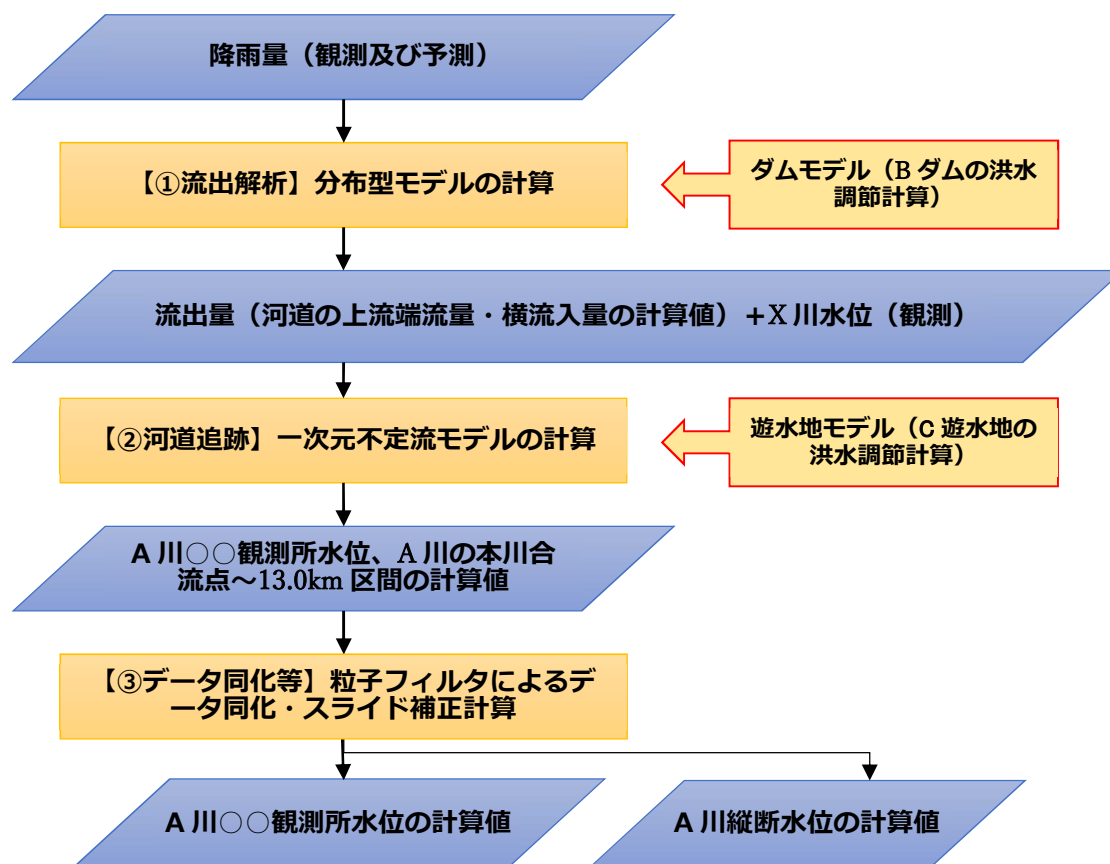 降雨量（観測及び予測）
【①流出解析】分布型モデルの計算
ダムモデル（B ダムの洪水
調節計算）
流出量（河道の上流端流量・横流入量の計算値）＋X 川水位（観測）
【②河道追跡】一次元不定流モデルの計算
遊水地モデル（C 遊水地の
洪水調節計算）
A 川○○観測所水位、A 川の本川合
流点～13.0km 区間の計算値
【③データ同化等】粒子フィルタによるデ
ータ同化・スライド補正計算
A 川○○観測所水位の計算値
A 川縦断水位の計算値